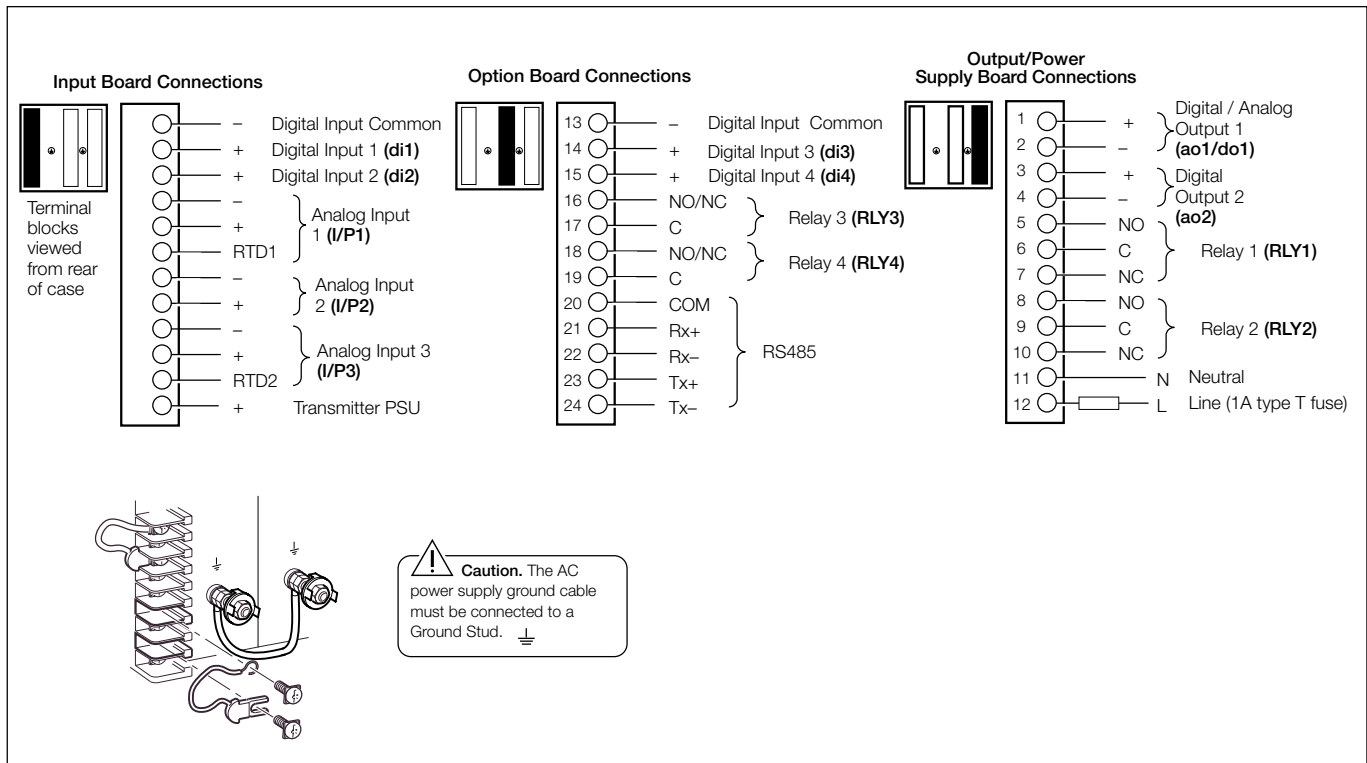 Input Board Connections
Terminal
blocks
viewed
from rear
of case
– Digital Input Common
+ Digital Input 1 (di1)
+ Digital Input 2 (di2)
–
+
RTD1
Analog Input
1 (I/P1)
–
+
Analog Input
2 (I/P2)
–
+
RTD2
Analog Input 3
(I/P3)
+ Transmitter PSU
Option Board Connections
13 – Digital Input Common
14 + Digital Input 3 (di3)
15 + Digital Input 4 (di4)
16 NO/NC
17 C
Relay 3 (RLY3)
18 NO/NC
19 C
Relay 4 (RLY4)
20 COM
21 Rx+
22 Rx–
23 Tx+
24 Tx–
RS485
Output/Power
Supply Board Connections
1 +
2 –
Digital / Analog
Output 1
(ao1/do1)
3 +
4 –
Digital
Output 2
(ao2)
5 NO
6 C
7 NC
Relay 1 (RLY1)
8 NO
9 C
10 NC
Relay 2 (RLY2)
11 N Neutral
12 L Line (1A type T fuse)
! Caution. The AC
power supply ground cable
must be connected to a
Ground Stud.